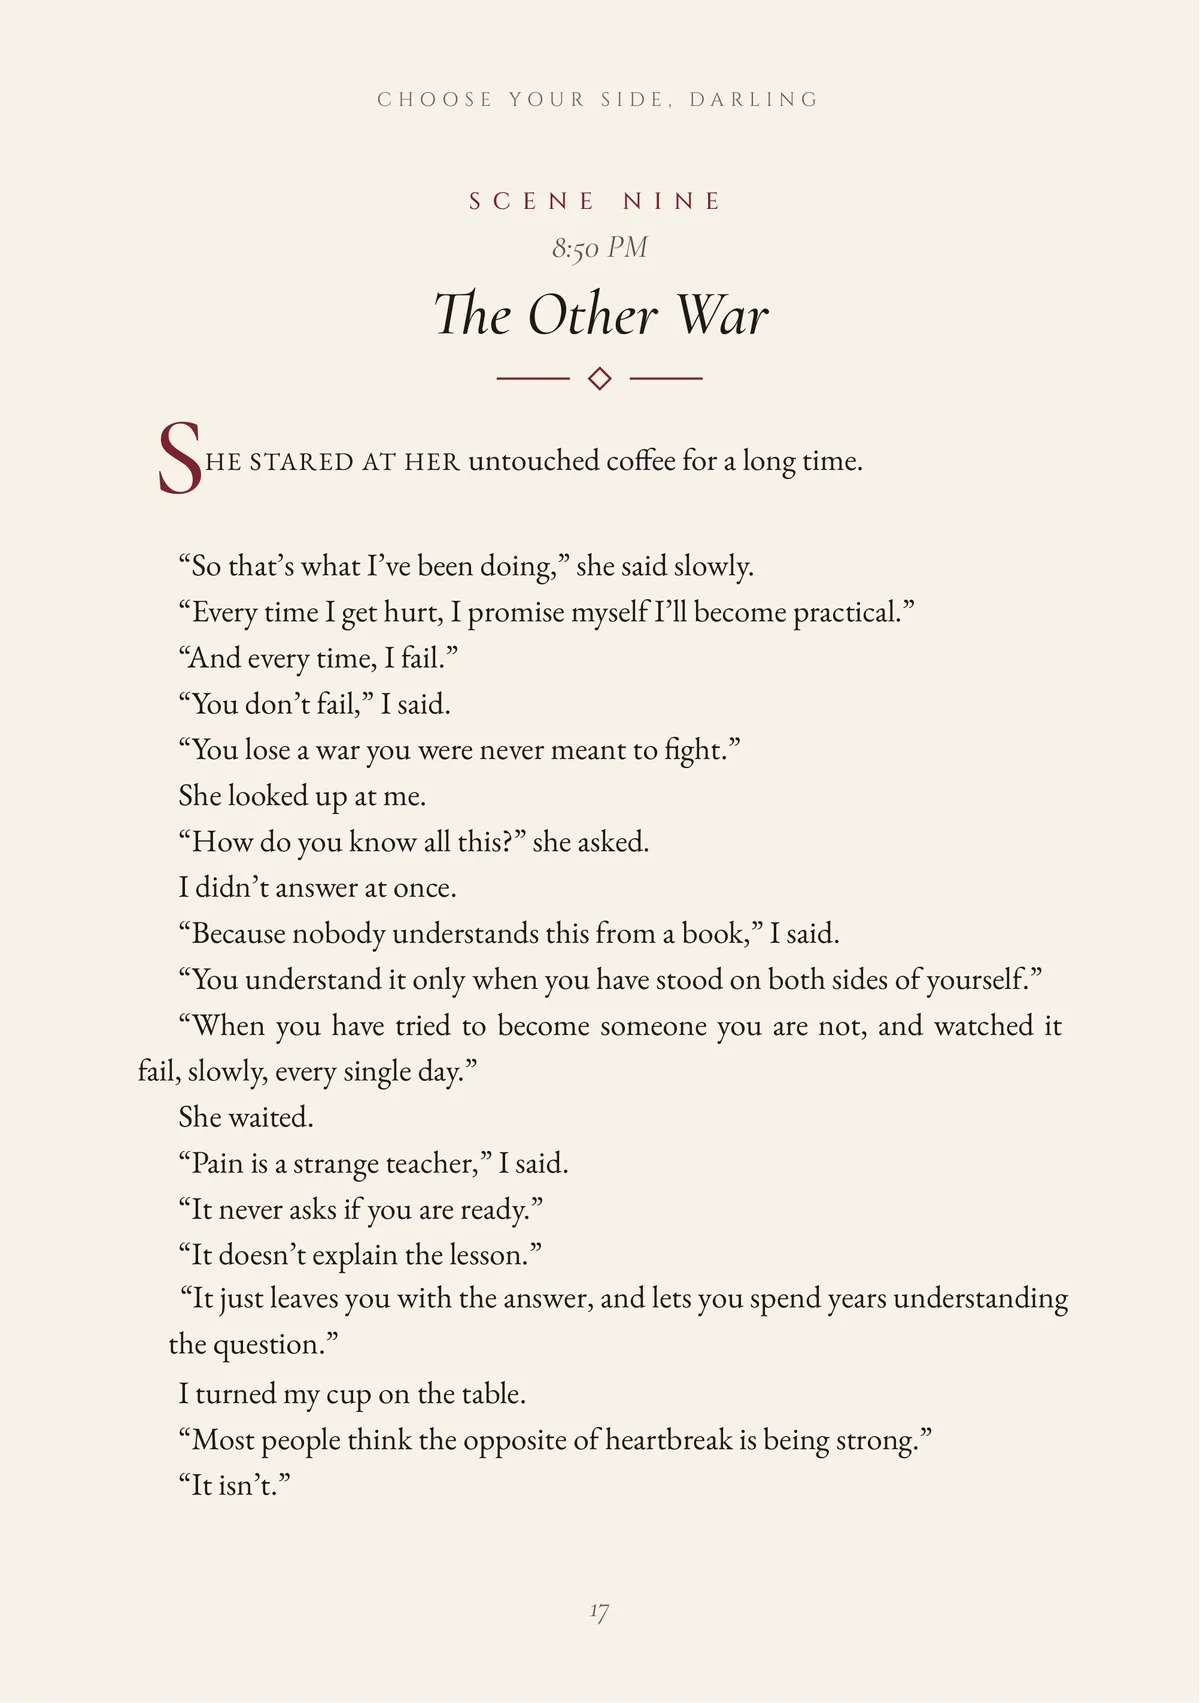 CHOOSE YOUR SIDE, DARLING
SCENE NINE
8:50 PM
The Other War
SHE STARED AT HER untouched coffee for a long time.
“So that’s what I’ve been doing,” she said slowly.
“Every time I get hurt, I promise myself I’ll become practical.”
“And every time, I fail.”
“You don’t fail,” I said.
“You lose a war you were never meant to fight.”
She looked up at me.
“How do you know all this?” she asked.
I didn’t answer at once.
“Because nobody understands this from a book,” I said.
“You understand it only when you have stood on both sides of yourself.”
“When you have tried to become someone you are not, and watched it
fail, slowly, every single day.”
She waited.
“Pain is a strange teacher,” I said.
“It never asks if you are ready.”
“It doesn’t explain the lesson.”
“It just leaves you with the answer, and lets you spend years understanding
the question.”
I turned my cup on the table.
“Most people think the opposite of heartbreak is being strong.”
“It isn’t.”
17